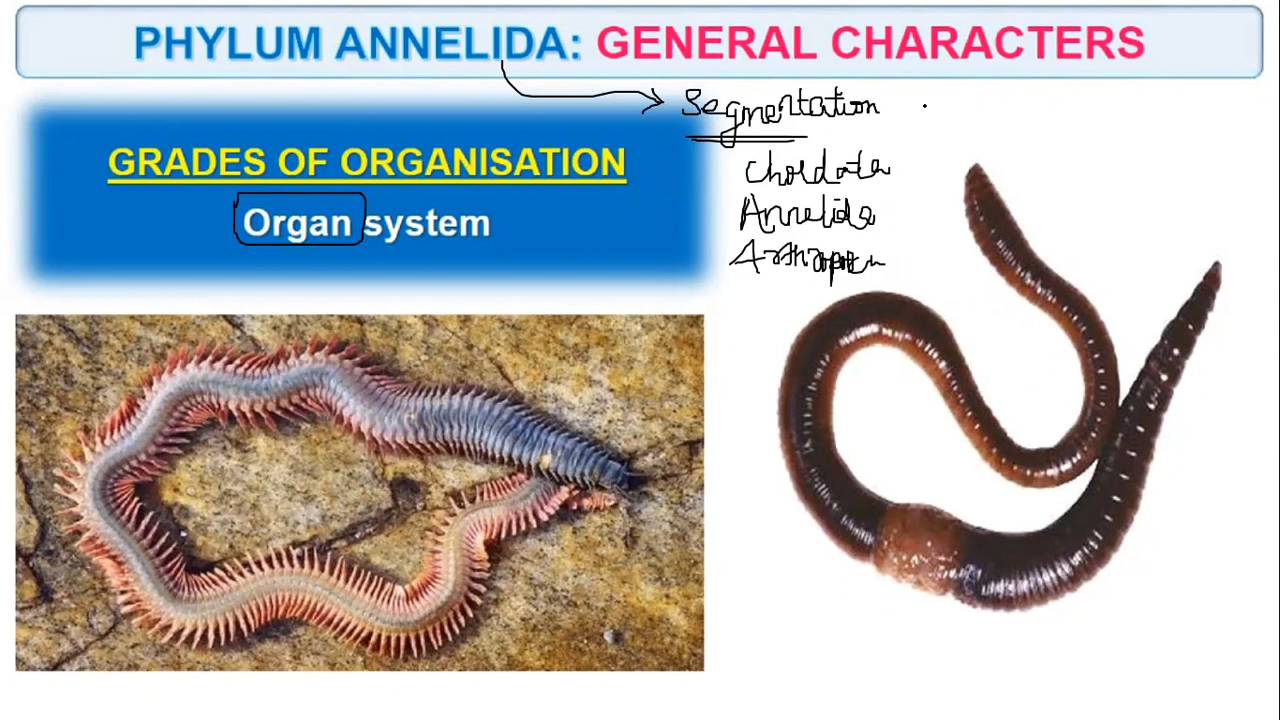 PHYLUM ANNELIDA: GENERAL CHARACTERS
Segmentation
GRADES OF ORGANISATION
Organ system
Chordata
Annelida